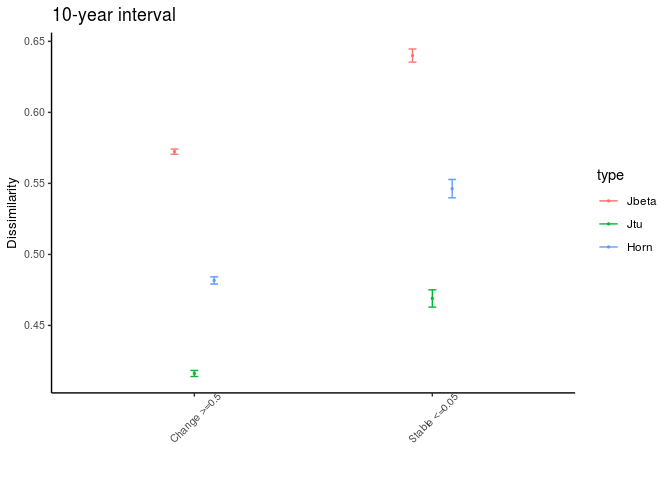 10-year interval
0.65
0.60
0.55
0.50
0.45
Dissimilarity
Change >=0.5
Stable <=0.05
type
Jbeta
Jtu
Horn